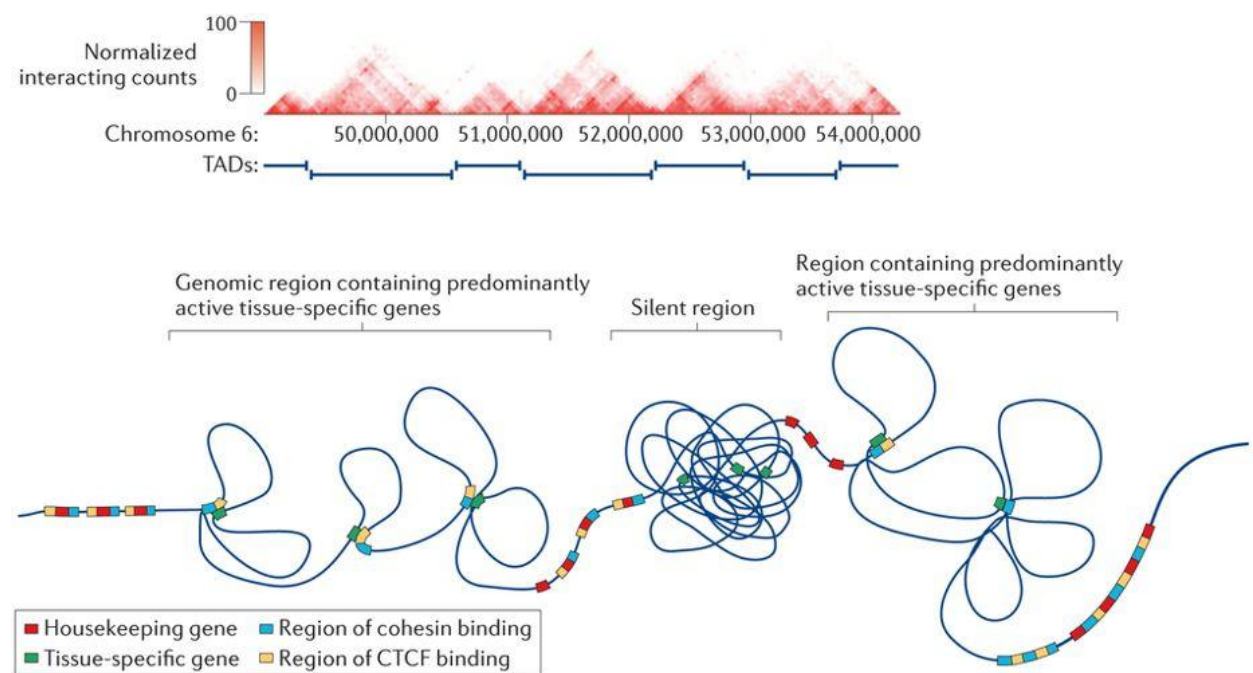 100
Normalized
interacting counts
0
Chromosome 6:
50,000,000 51,000,000 52,000,000 53,000,000 54,000,000
TADs:
Genomic region containing predominantly
active tissue-specific genes
Silent region
Region containing predominantly
active tissue-specific genes
Housekeeping gene
Region of cohesin binding
Tissue-specific gene
Region of CTCF binding